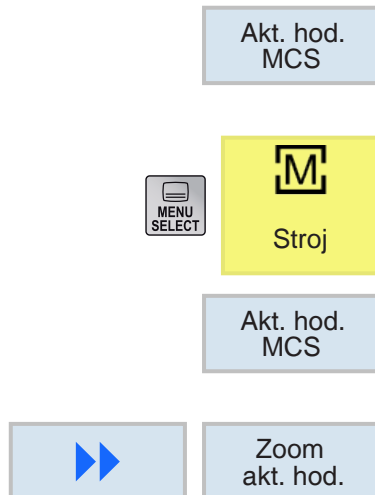 Akt. hod.
MCS
M
MENU
SELECT
Stroj
Akt. hod.
MCS
Zoom
akt. hod.